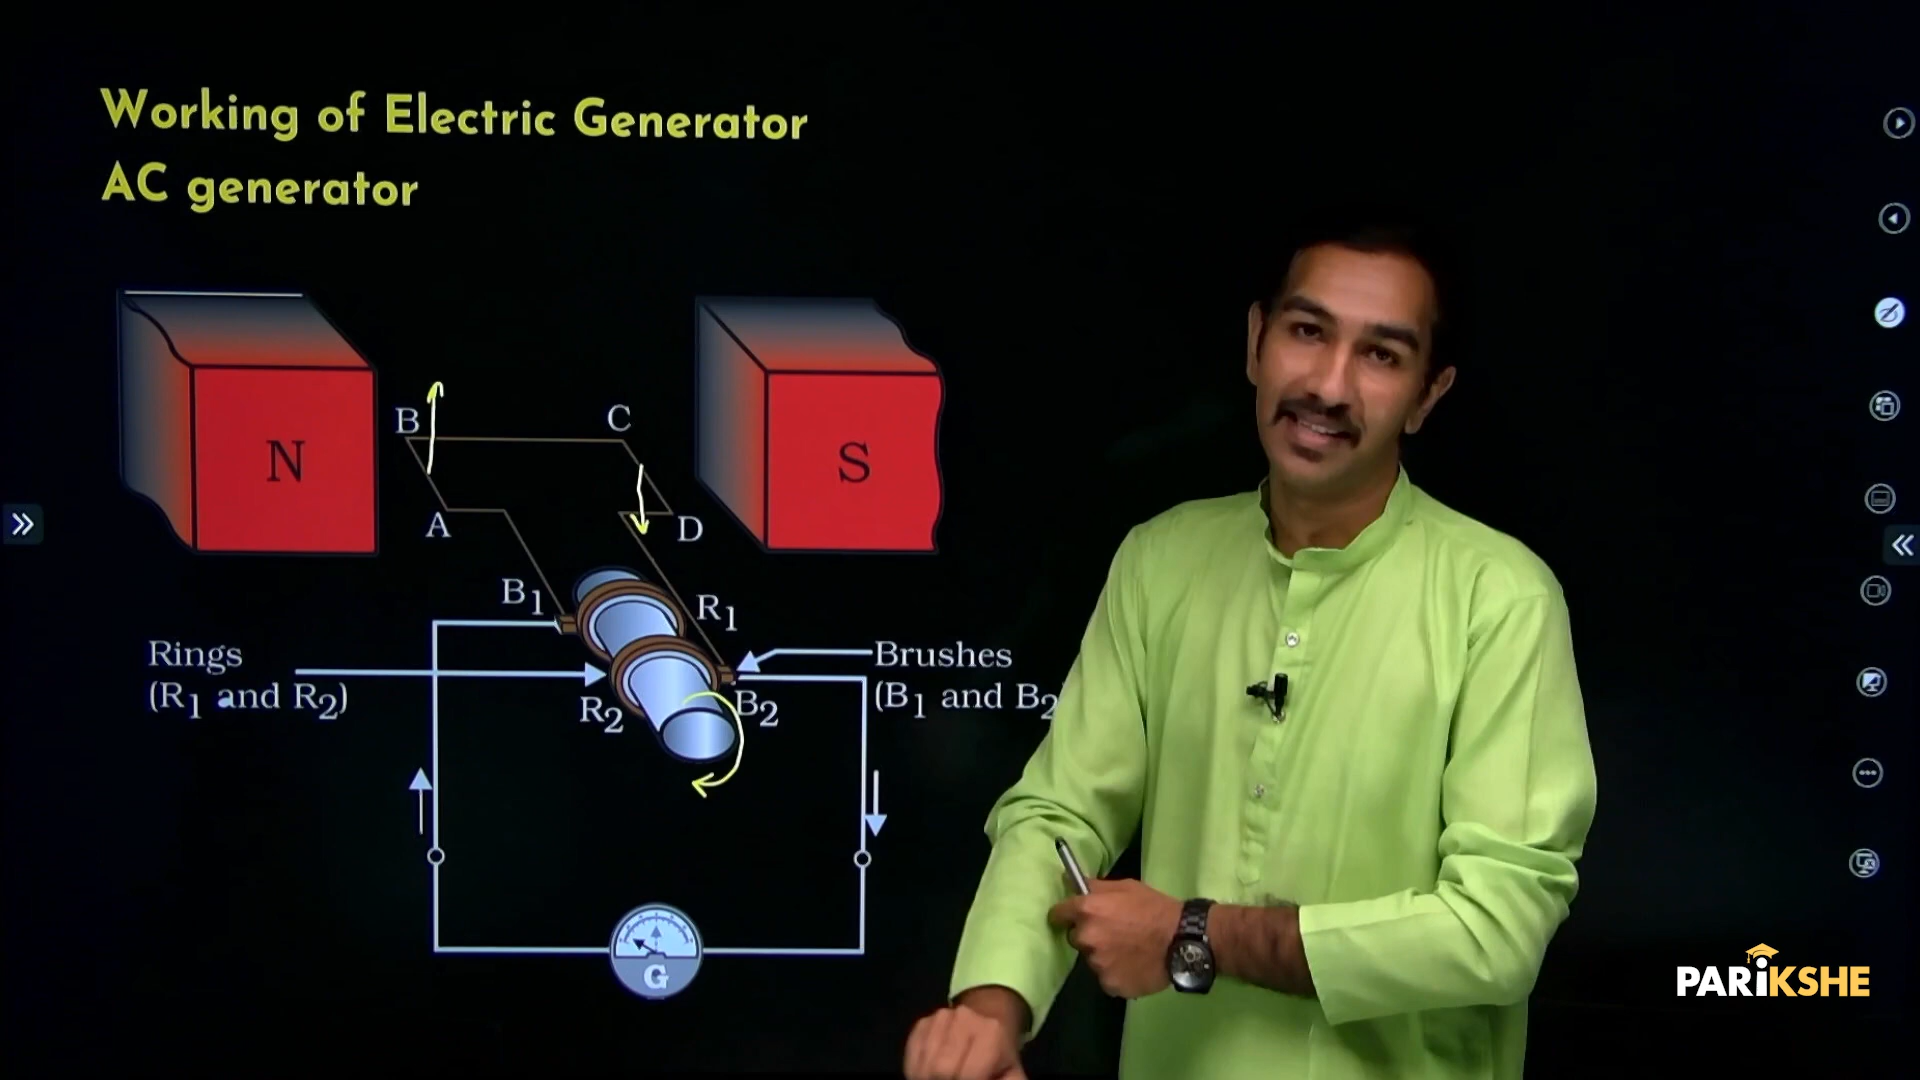 Working of Electric Generator
AC generator
N
S
B
C
A
D
B1
R1
Rings
(R1 and R2)
Brushes
(B1 and B2
R2
B2
G
PARiKSHE